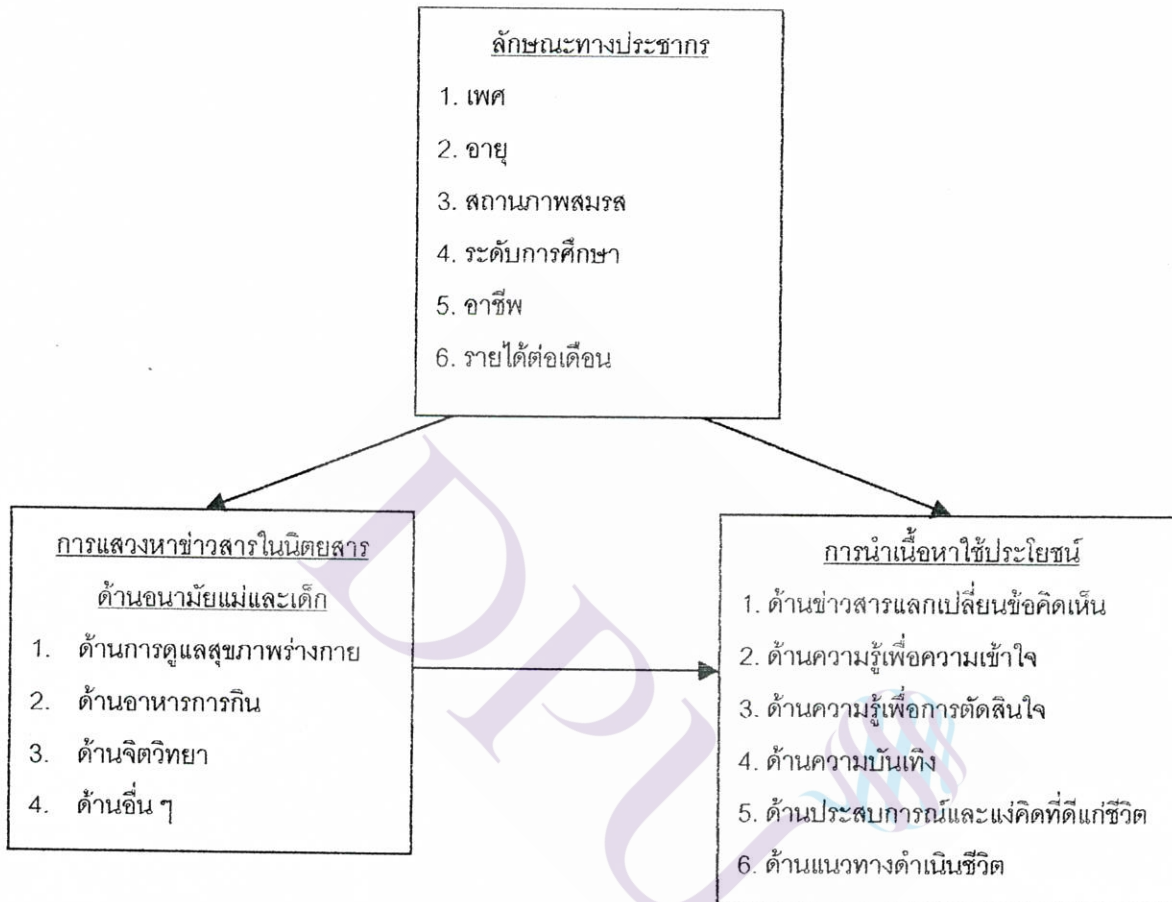 ลักษณะทางประชากร
1. เพศ
2. อายุ
3. สถานภาพสมรส
4. ระดับการศึกษา
5. อาชีพ
6. รายได้ต่อเดือน
การแสวงหาข่าวสารในนิตยสาร
ด้านอนามัยแม่และเด็ก
1. ด้านการดูแลสุขภาพร่างกาย
2. ด้านอาหารการกิน
3. ด้านจิตวิทยา
4. ด้านอื่น ๆ
การนำเนื้อหาใช้ประโยชน์
1. ด้านข่าวสารแลกเปลี่ยนข้อคิดเห็น
2. ด้านความรู้เพื่อความเข้าใจ
3. ด้านความรู้เพื่อการตัดสินใจ
4. ด้านความบันเทิง
5. ด้านประสบการณ์และแง่คิดที่ดีแก่ชีวิต
6. ด้านแนวทางดำเนินชีวิต
DPU